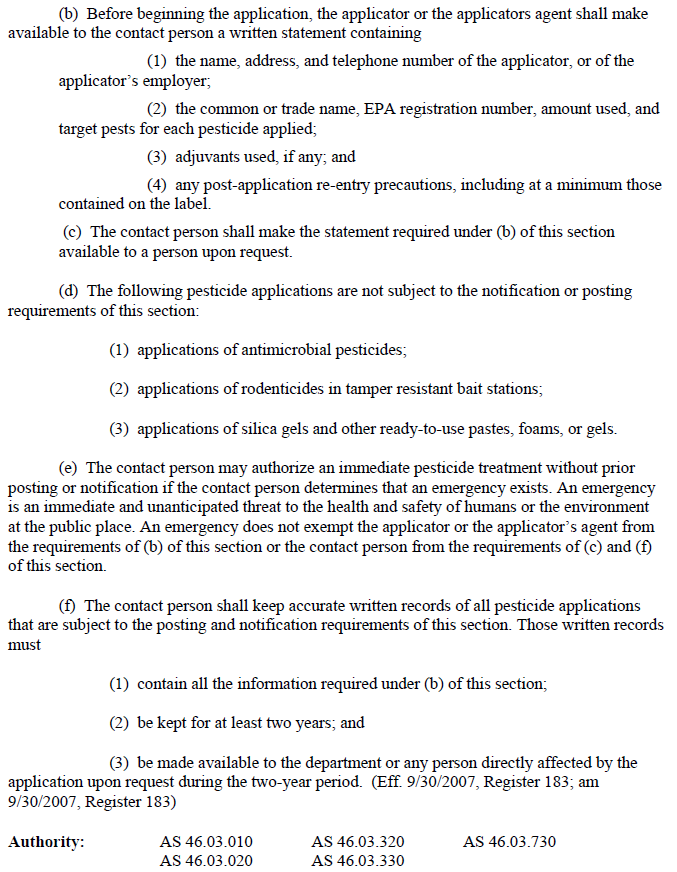 (b) Before beginning the application, the applicator or the applicators agent shall make
available to the contact person a written statement containing
(1) the name, address, and telephone number of the applicator, or of the
applicator's employer;
(2) the common or trade name, EPA registration number, amount used, and
target pests for each pesticide applied;
(3) adjuvants used, if any; and
(4) any post-application re-entry precautions, including at a minimum those
contained on the label.
(c) The contact person shall make the statement required under (b) of this section
available to a person upon request.
(d) The following pesticide applications are not subject to the notification or posting
requirements of this section:
(1) applications of antimicrobial pesticides;
(2) applications of rodenticides in tamper resistant bait stations;
(3) applications of silica gels and other ready-to-use pastes, foams, or gels.
(e) The contact person may authorize an immediate pesticide treatment without prior
posting or notification if the contact person determines that an emergency exists. An emergency
is an immediate and unanticipated threat to the health and safety of humans or the environment
at the public place. An emergency does not exempt the applicator or the applicator's agent from
the requirements of (b) of this section or the contact person from the requirements of (c) and (f)
of this section.
(f) The contact person shall keep accurate written records of all pesticide applications
that are subject to the posting and notification requirements of this section. Those written records
must
(1) contain all the information required under (b) of this section;
(2) be kept for at least two years; and
(3) be made available to the department or any person directly affected by the
application upon request during the two-year period. (Eff. 9/30/2007, Register 183; am
9/30/2007, Register 183)
Authority: AS 46.03.010 AS 46.03.320 AS 46.03.730
AS 46.03.020 AS 46.03.330